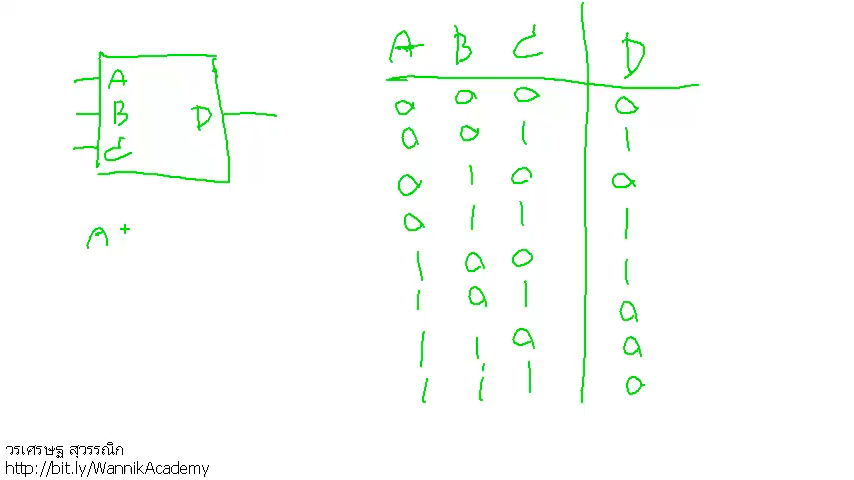 A B C D
A
B D
C
0 0 0 0
0 0 1 1
0 1 0 0
0 1 1 1
A +
1 0 0 1
1 0 1 0
1 1 0 0
1 1 1 0
วรเศรษฐ สุวรรณิก
http://bit.ly/WannikAcademy